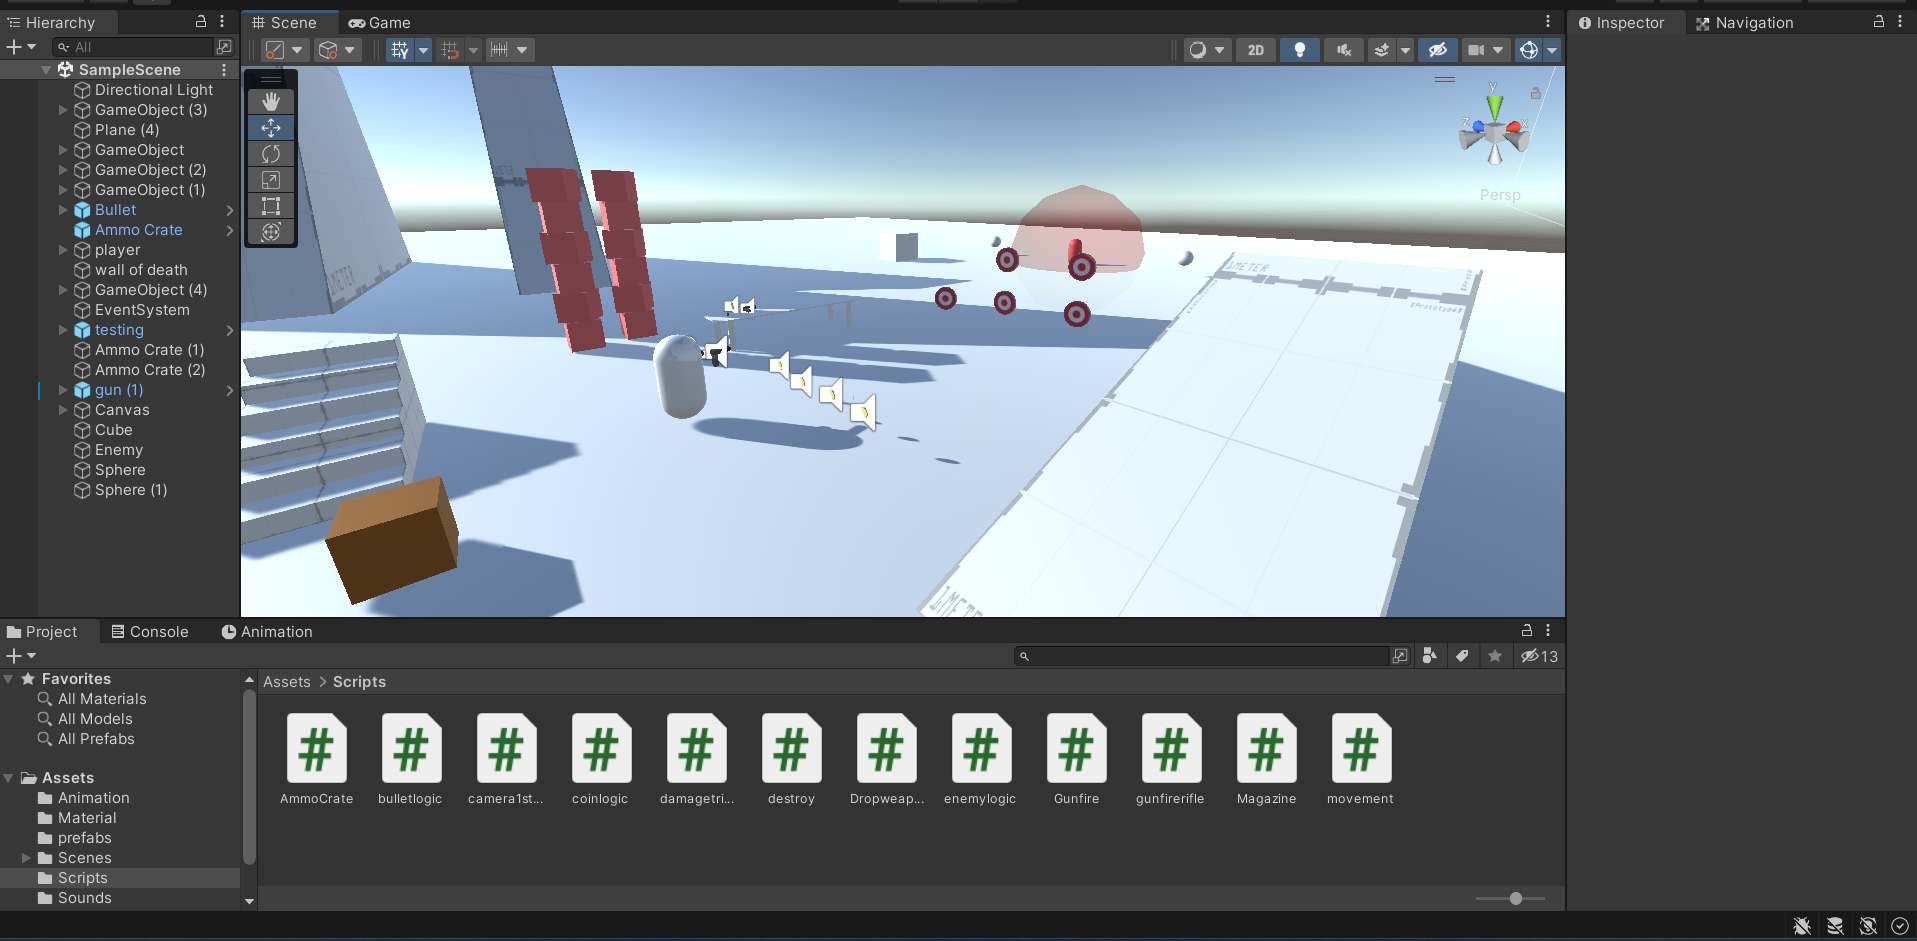 Hierarchy
Scene
Game
Inspector
Navigation
All
2D
SampleScene
Directional Light
GameObject (3)
Plane (4)
GameObject
GameObject (2)
GameObject (1)
Bullet
Ammo Crate
player
wall of death
GameObject (4)
EventSystem
testing
Ammo Crate (1)
Ammo Crate (2)
gun (1)
Canvas
Cube
Enemy
Sphere
Sphere (1)
y
z
x
Persp
1METER
[Prototype]
1METER
Project
Console
Animation
13
Favorites
All Materials
All Models
All Prefabs
Assets
Animation
Material
prefabs
Scenes
Scripts
Sounds
Assets > Scripts
AmmoCrate
bulletlogic
camera1st...
coinlogic
damagetri...
destroy
Dropweap...
enemylogic
Gunfire
gunfirerifle
Magazine
movement